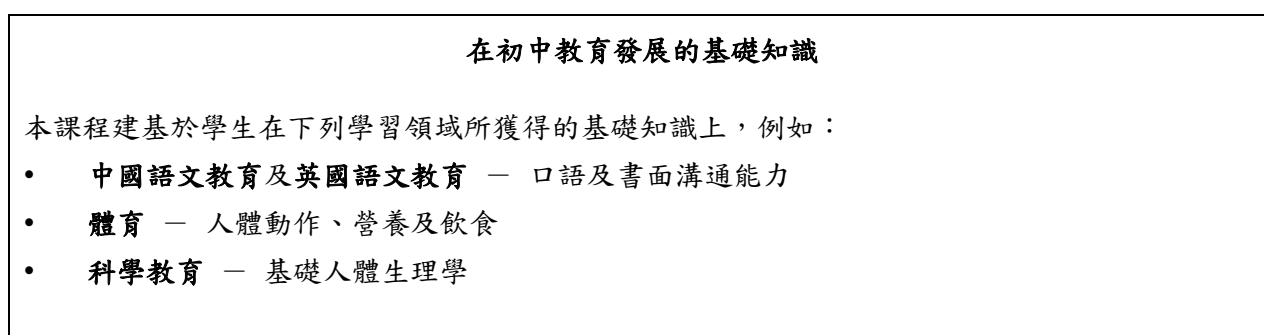 在初中教育發展的基礎知識
本課程建基於學生在下列學習領域所獲得的基礎知識上，例如：
• 中國語文教育及英國語文教育 － 口語及書面溝通能力
• 體育 － 人體動作、營養及飲食
• 科學教育 － 基礎人體生理學